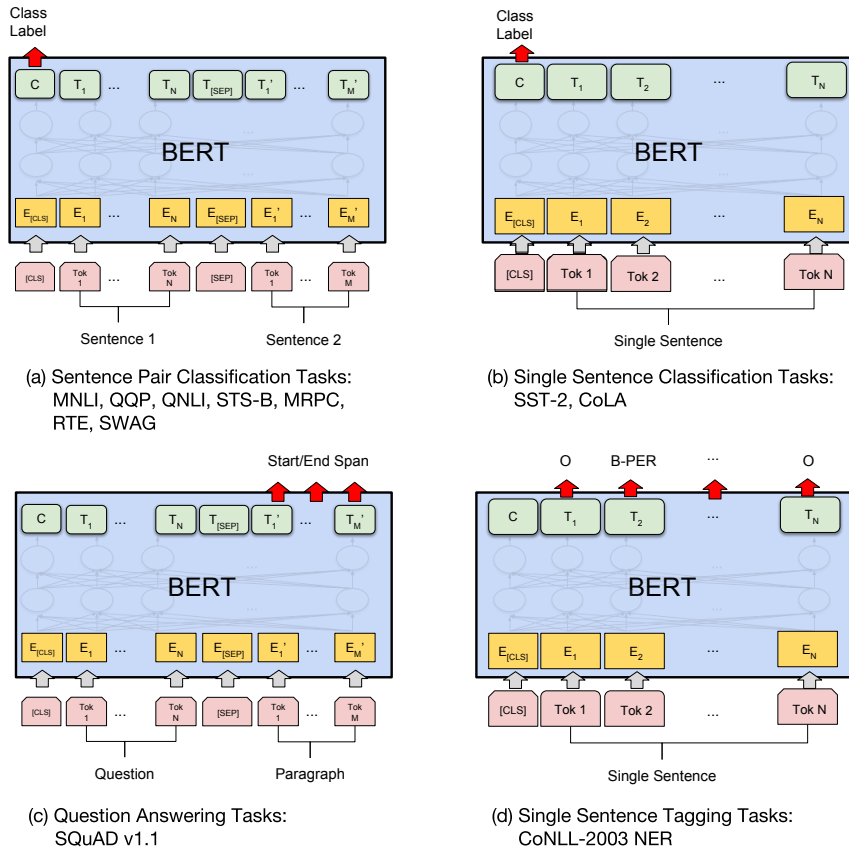 Class
Label
C T1 ... TN T[SEP] T1' ... TM'
...
BERT
...
E[CLS] E1 ... EN E[SEP] E1' ... EM'
[CLS] Tok 1 ... Tok N [SEP] Tok 1 ... Tok M
Sentence 1 Sentence 2
(a) Sentence Pair Classification Tasks:
MNLI, QQP, QNLI, STS-B, MRPC,
RTE, SWAG
Class
Label
C T1 T2 ... TN
...
BERT
...
E[CLS] E1 E2 ... EN
[CLS] Tok 1 Tok 2 ... Tok N
Single Sentence
(b) Single Sentence Classification Tasks:
SST-2, CoLA
Start/End Span
C T1 ... TN T[SEP] T1' ... TM'
...
BERT
...
E[CLS] E1 ... EN E[SEP] E1' ... EM'
[CLS] Tok 1 ... Tok N [SEP] Tok 1 ... Tok M
Question Paragraph
(c) Question Answering Tasks:
SQuAD v1.1
O B-PER ... O
C T1 T2 ... TN
...
BERT
...
E[CLS] E1 E2 ... EN
[CLS] Tok 1 Tok 2 ... Tok N
Single Sentence
(d) Single Sentence Tagging Tasks:
CoNLL-2003 NER